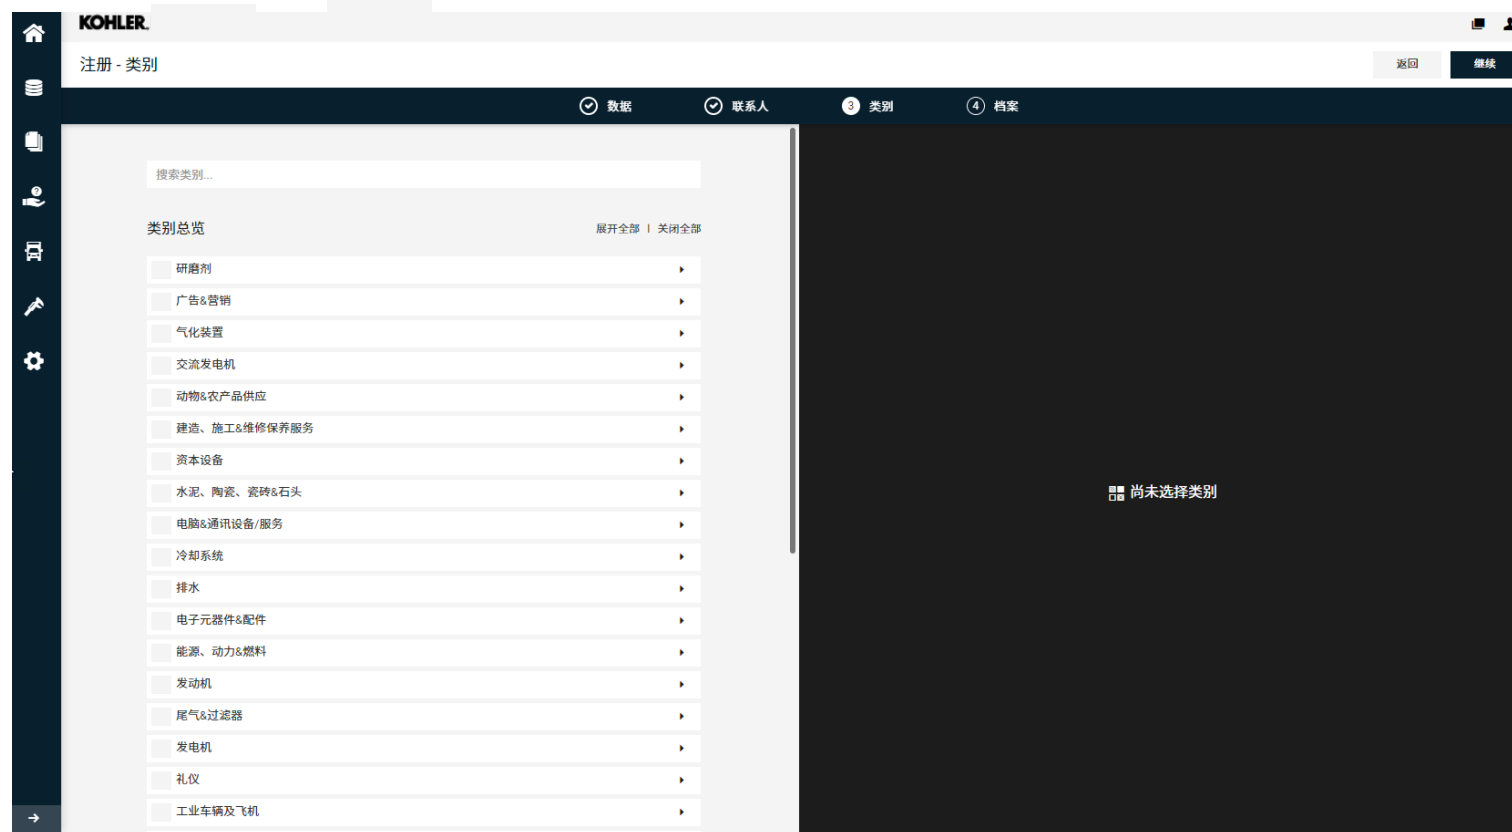 KOHLER.
注册 - 类别
返回
继续
数据
联系人
3 类别
4 档案
搜索类别...
类别总览
展开全部 | 关闭全部
研磨剂
广告&营销
气化装置
交流发电机
动物&农产品供应
建造、施工&维修保养服务
资本设备
水泥、陶瓷、瓷砖&石头
电脑&通讯设备/服务
冷却系统
排水
电子元器件&配件
能源、动力&燃料
发动机
尾气&过滤器
发电机
礼仪
工业车辆及飞机
尚未选择类别